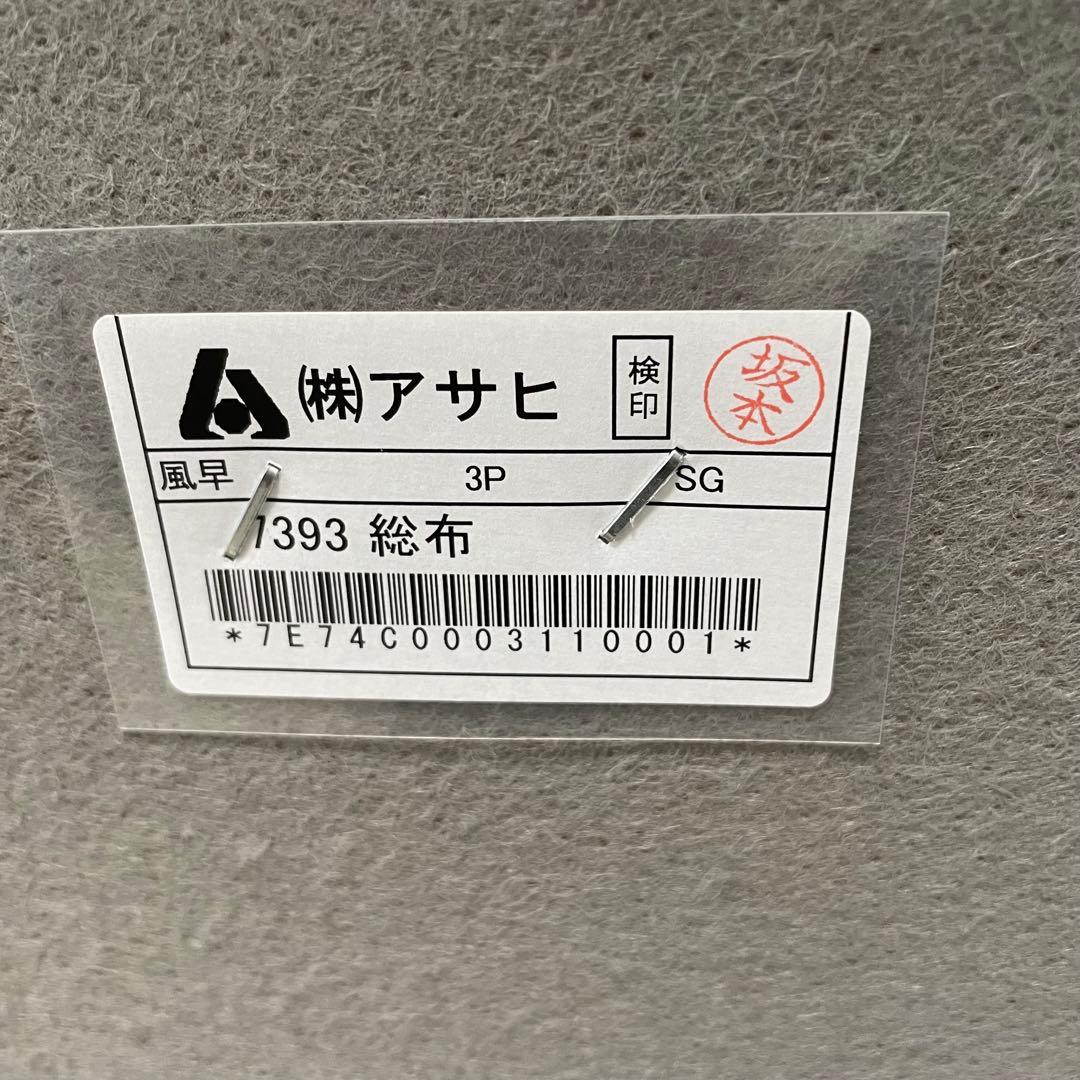 ㈱アサヒ
検印
坂本
風早 3P SG
1393 総布
*7E74C0003110001*